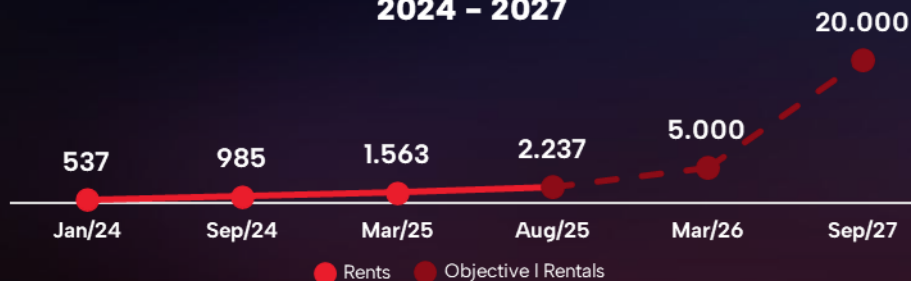 2024 – 2027
20.000
5.000
2.237
1.563
985
537
Jan/24 Sep/24 Mar/25 Aug/25 Mar/26 Sep/27
Rents Objective | Rentals